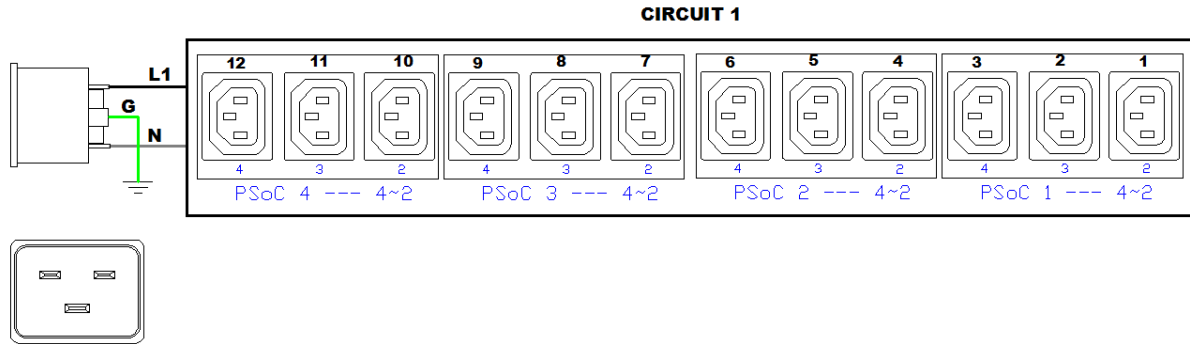 CIRCUIT 1
12 11 10 9 8 7 6 5 4 3 2 1
L1
G
N
4 3 2 4 3 2 4 3 2 4 3 2
PSoC 4 --- 4~2 PSoC 3 --- 4~2 PSoC 2 --- 4~2 PSoC 1 --- 4~2